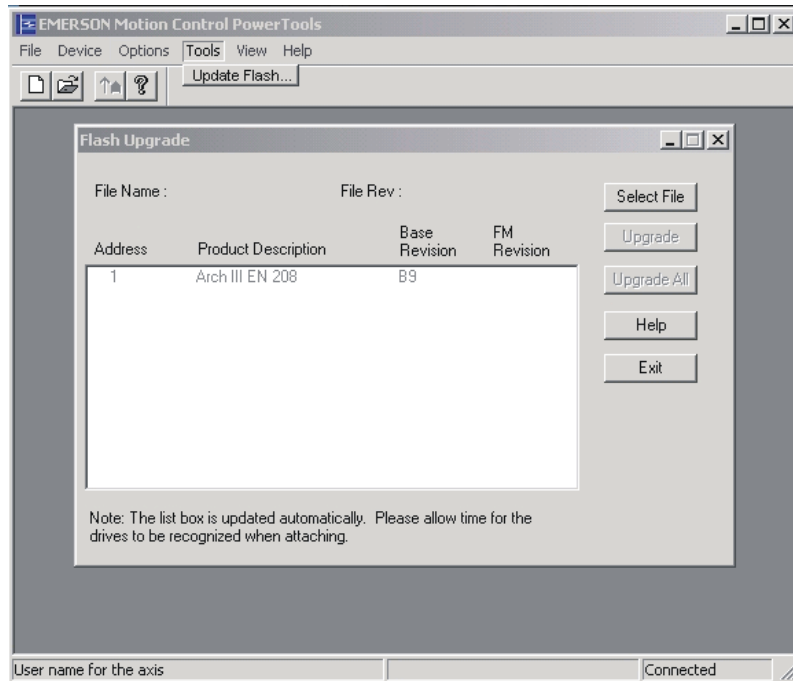 EMERSON Motion Control PowerTools
File Device Options Tools View Help
Update Flash...
Flash Upgrade
File Name :
File Rev :
Select File
Address
Product Description
Base Revision
FM Revision
Upgrade
1
Arch III EN 208
B9
Upgrade All
Help
Exit
Note: The list box is updated automatically. Please allow time for the
drives to be recognized when attaching.
User name for the axis
Connected